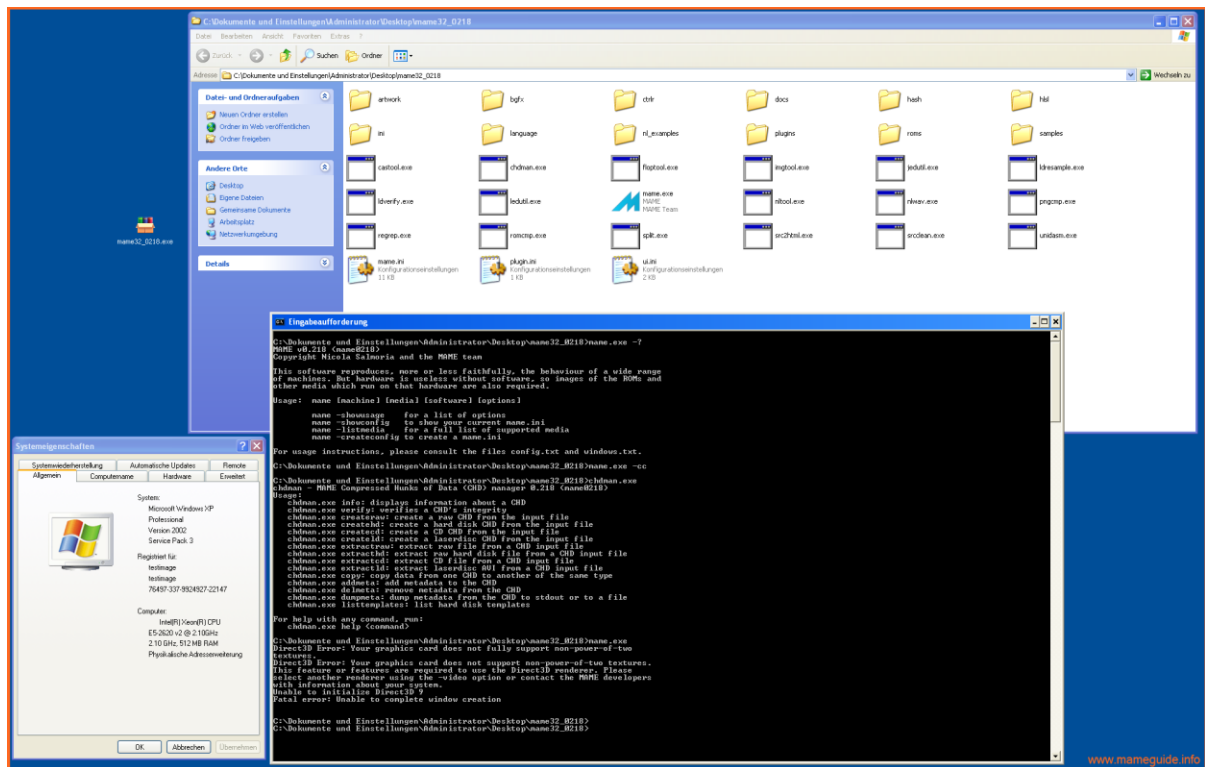 C:\Dokumente und Einstellungen\Administrator\Desktop\mame32_0218
Datei Bearbeiten Ansicht Favoriten Extras ?
Zurück Suchen Ordner
Adresse C:\Dokumente und Einstellungen\Administrator\Desktop\mame32_0218 Wechseln zu
Datei- und Ordneraufgaben
Neuen Ordner erstellen
Ordner im Web veröffentlichen
Ordner freigeben
Andere Orte
Desktop
Eigene Dateien
Gemeinsame Dokumente
Arbeitsplatz
Netzwerkumgebung
Details
artwork bgfx ctrlr docs hash hlsl
ini language nl_examples plugins roms samples
castool.exe chdman.exe floptool.exe imgtool.exe jedutil.exe ldresample.exe
ldverify.exe ledutil.exe mame.exe nltool.exe nlwav.exe pngcmp.exe
MAME
MAME Team
regrep.exe romcmp.exe split.exe src2html.exe srcclean.exe unidasm.exe
mame.ini plugin.ini ui.ini
Konfigurationseinstellungen Konfigurationseinstellungen Konfigurationseinstellungen
11 KB 1 KB 2 KB
mame32_0218.exe
Eingabeaufforderung
C:\Dokumente und Einstellungen\Administrator\Desktop\mame32_0218>mame.exe -?
MAME v0.218 (mame0218)
Copyright Nicola Salmoria and the MAME team
This software reproduces, more or less faithfully, the behaviour of a wide range
of machines. But hardware is useless without software, so images of the ROMs and
other media which run on that hardware are also required.
Usage: mame [machine] [media] [software] [options]
mame -showusage for a list of options
mame -showconfig to show your current mame.ini
mame -listmedia for a full list of supported media
mame -createconfig to create a mame.ini
For usage instructions, please consult the files config.txt and windows.txt.
C:\Dokumente und Einstellungen\Administrator\Desktop\mame32_0218>mame.exe -cc
C:\Dokumente und Einstellungen\Administrator\Desktop\mame32_0218>chdman.exe
chdman - MAME Compressed Hunks of Data (CHD) manager 0.218 (mame0218)
Usage:
chdman.exe info: displays information about a CHD
chdman.exe verify: verifies a CHD's integrity
chdman.exe createraw: create a raw CHD from the input file
chdman.exe createhd: create a hard disk CHD from the input file
chdman.exe createcd: create a CD CHD from the input file
chdman.exe createld: create a laserdisc CHD from the input file
chdman.exe extractraw: extract raw file from a CHD input file
chdman.exe extracthd: extract raw hard disk file from a CHD input file
chdman.exe extractcd: extract CD file from a CHD input file
chdman.exe extractld: extract laserdisc AVI from a CHD input file
chdman.exe copy: copy data from one CHD to another of the same type
chdman.exe addmeta: add metadata to the CHD
chdman.exe delmeta: remove metadata from the CHD
chdman.exe dumpmeta: dump metadata from the CHD to stdout or to a file
chdman.exe listtemplates: list hard disk templates
For help with any command, run:
chdman.exe help <command>
C:\Dokumente und Einstellungen\Administrator\Desktop\mame32_0218>mame.exe
Direct3D Error: Your graphics card does not fully support non-power-of-two
textures.
Direct3D Error: Your graphics card does not support non-power-of-two textures.
This feature or features are required to use the Direct3D renderer. Please
select another renderer using the -video option or contact the MAME developers
with information about your system.
Unable to initialize Direct3D 9
Fatal error: Unable to complete window creation
C:\Dokumente und Einstellungen\Administrator\Desktop\mame32_0218>
C:\Dokumente und Einstellungen\Administrator\Desktop\mame32_0218>
Systemeigenschaften
Systemwiederherstellung Automatische Updates Remote
Allgemein Computername Hardware Erweitert
System:
Microsoft Windows XP
Professional
Version 2002
Service Pack 3
Registriert für:
testimage
testimage
76497-337-9924927-22147
Computer:
Intel(R) Xeon(R) CPU
E5-2620 v2 @ 2.10GHz
2.10 GHz, 512 MB RAM
Physikalische Adresserweiterung
OK Abbrechen Übernehmen
www.mameguide.info